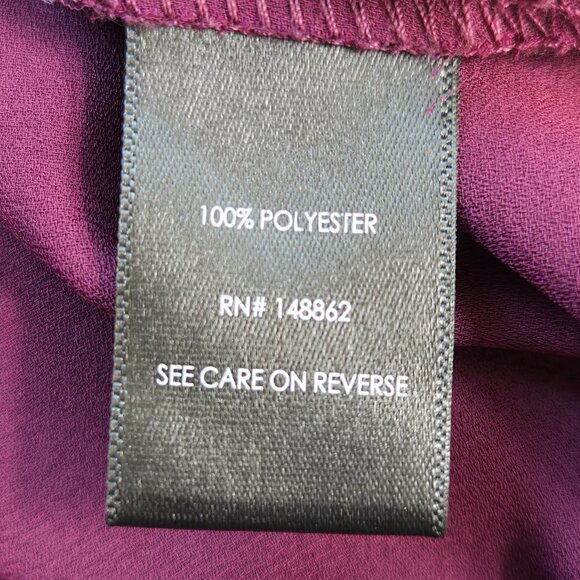 100% POLYESTER
RN# 148862
SEE CARE ON REVERSE